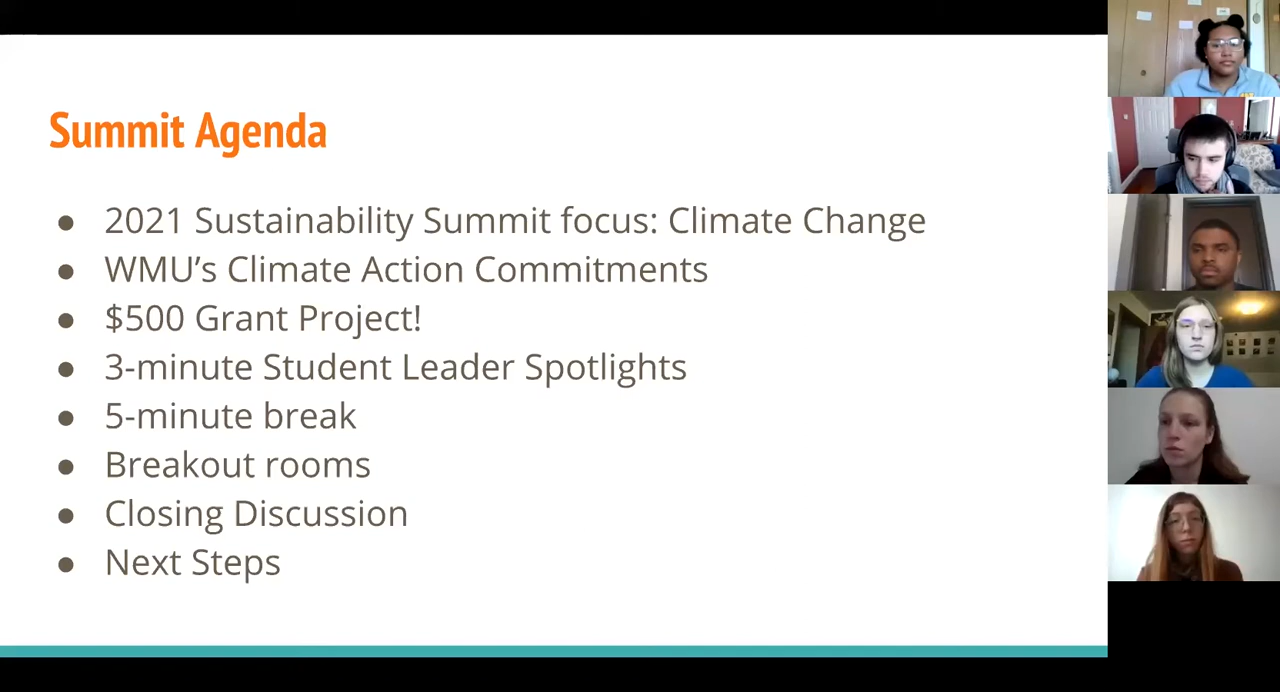 Summit Agenda
● 2021 Sustainability Summit focus: Climate Change
● WMU's Climate Action Commitments
● $500 Grant Project!
● 3-minute Student Leader Spotlights
● 5-minute break
● Breakout rooms
● Closing Discussion
● Next Steps